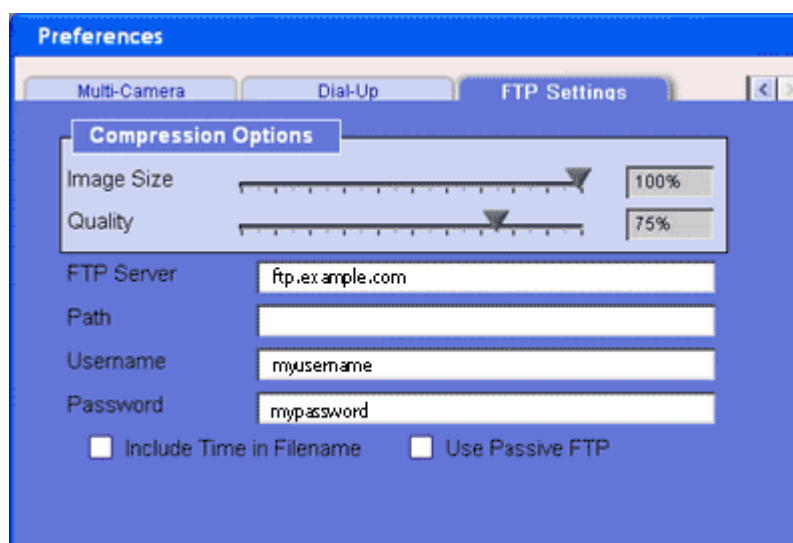 Preferences
Multi-Camera Dial-Up FTP Settings
Compression Options
Image Size 100%
Quality 75%
FTP Server ftp.example.com
Path
Username myusername
Password mypassword
Include Time in Filename Use Passive FTP